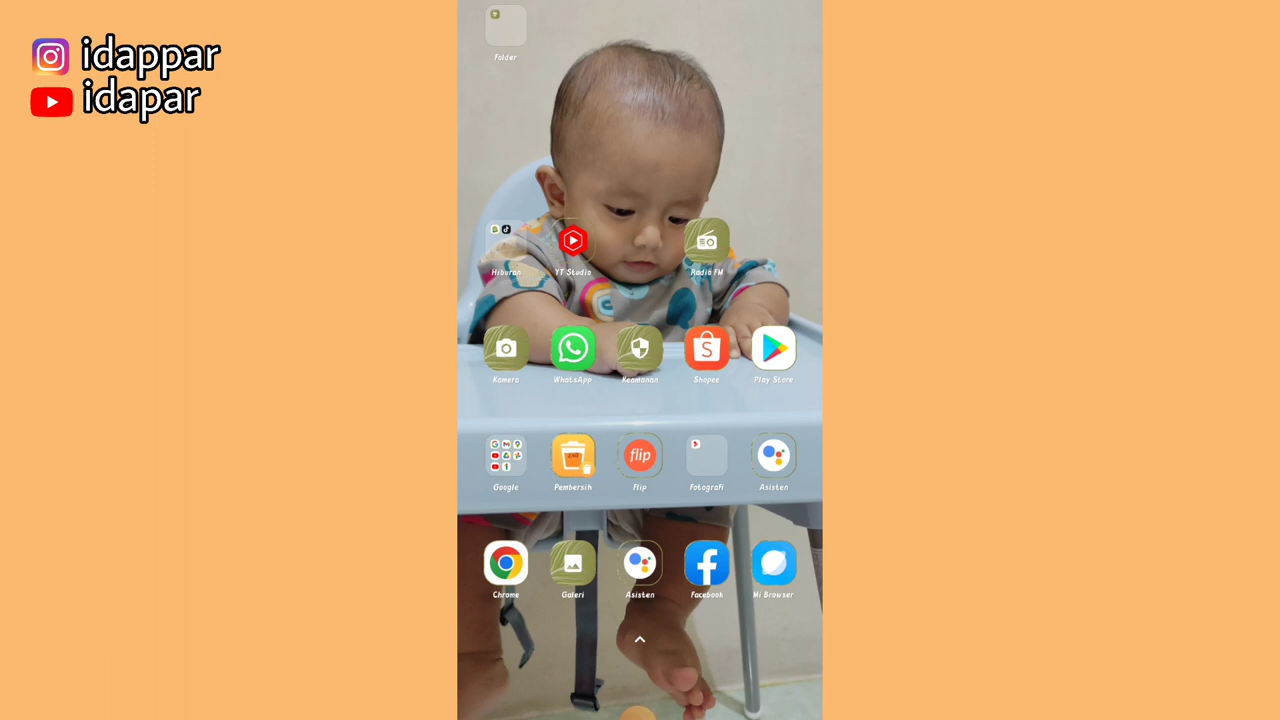 idappar
idapar
Folder
Hiburan
YT Studio
Radio FM
Kamera
WhatsApp
Keamanan
Shopee
Play Store
Google
Pembersih
flip
Flip
Fotografi
Asisten
Chrome
Galeri
Asisten
Facebook
Mi Browser